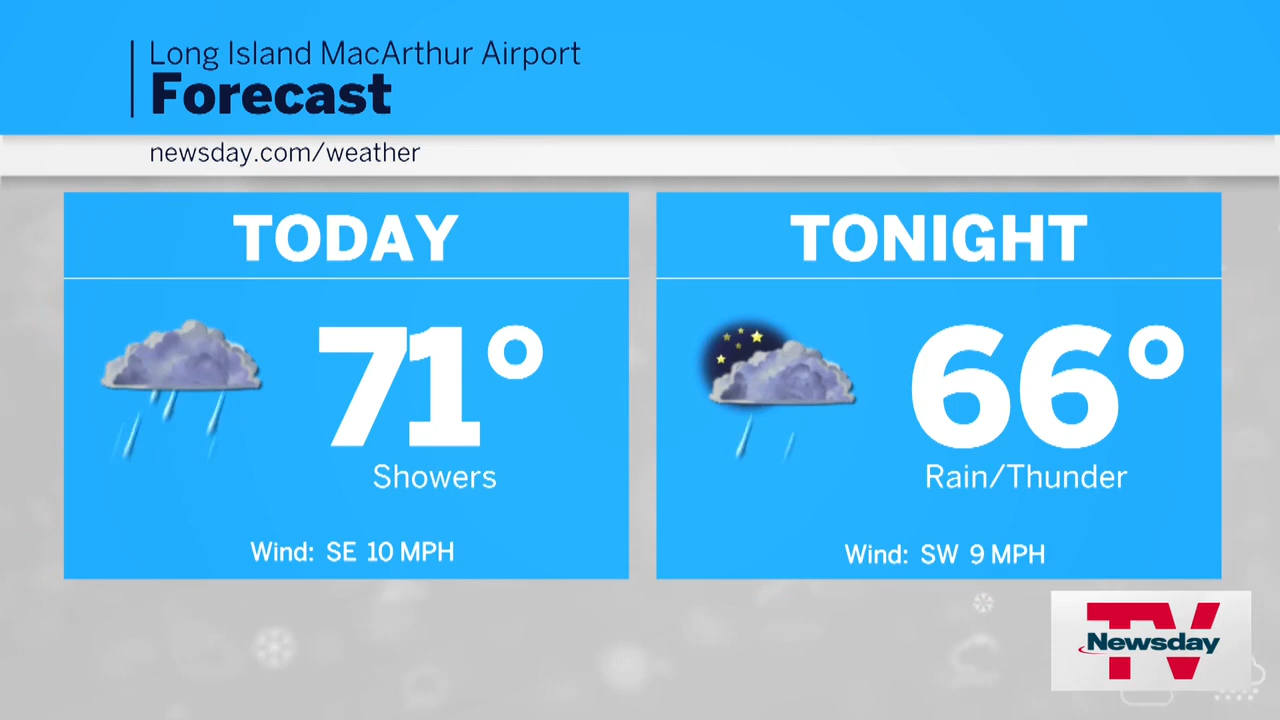 Long Island MacArthur Airport
Forecast
newsday.com/weather
TODAY
71°
Showers
Wind: SE 10 MPH
TONIGHT
66°
Rain/Thunder
Wind: SW 9 MPH
TV
Newsday